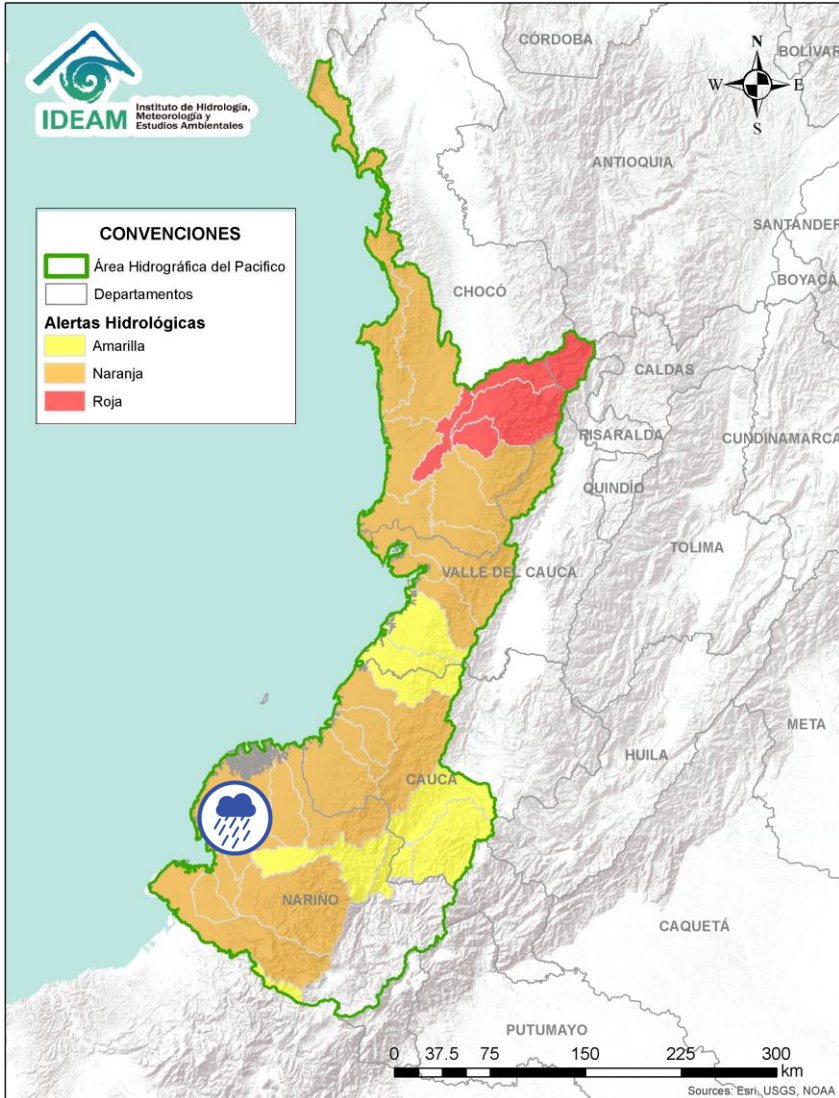 IDEAM
Instituto de Hidrología,
Meteorología y
Estudios Ambientales
CÓRDOBA
BOLÍVAR
N
W E
S
ANTIOQUIA
SANTANDER
BOYACÁ
CONVENCIONES
Área Hidrográfica del Pacifico
Departamentos
Alertas Hidrológicas
Amarilla
Naranja
Roja
CHOCÓ
CALDAS
RISARALDA
CUNDINAMARCA
QUINDÍO
TOLIMA
VALLE DEL CAUCA
META
HUILA
CAUCA
NARIÑO
CAQUETÁ
PUTUMAYO
0 37.5 75 150 225 300
km
Sources: Esri, USGS, NOAA